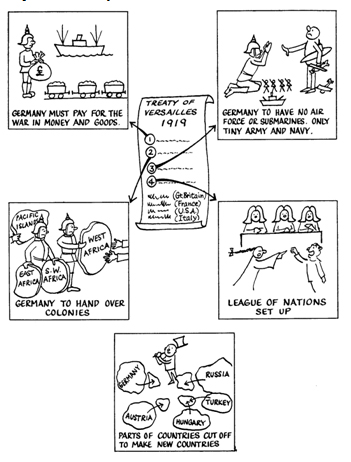 £
GERMANY MUST PAY FOR THE
WAR IN MONEY AND GOODS.
TREATY OF
VERSAILLES
1919
1
2
3
4
(Gt.Britain)
(France)
(U.S.A)
(Italy)
GERMANY TO HAVE NO AIR
FORCE OR SUBMARINES. ONLY
TINY ARMY AND NAVY.
PACIFIC
ISLANDS
WEST
AFRICA
EAST
AFRICA
S.W.
AFRICA
GERMANY TO HAND OVER
COLONIES
LEAGUE OF NATIONS
SET UP
GERMANY
RUSSIA
AUSTRIA
HUNGARY
TURKEY
PARTS OF COUNTRIES CUT OFF
TO MAKE NEW COUNTRIES